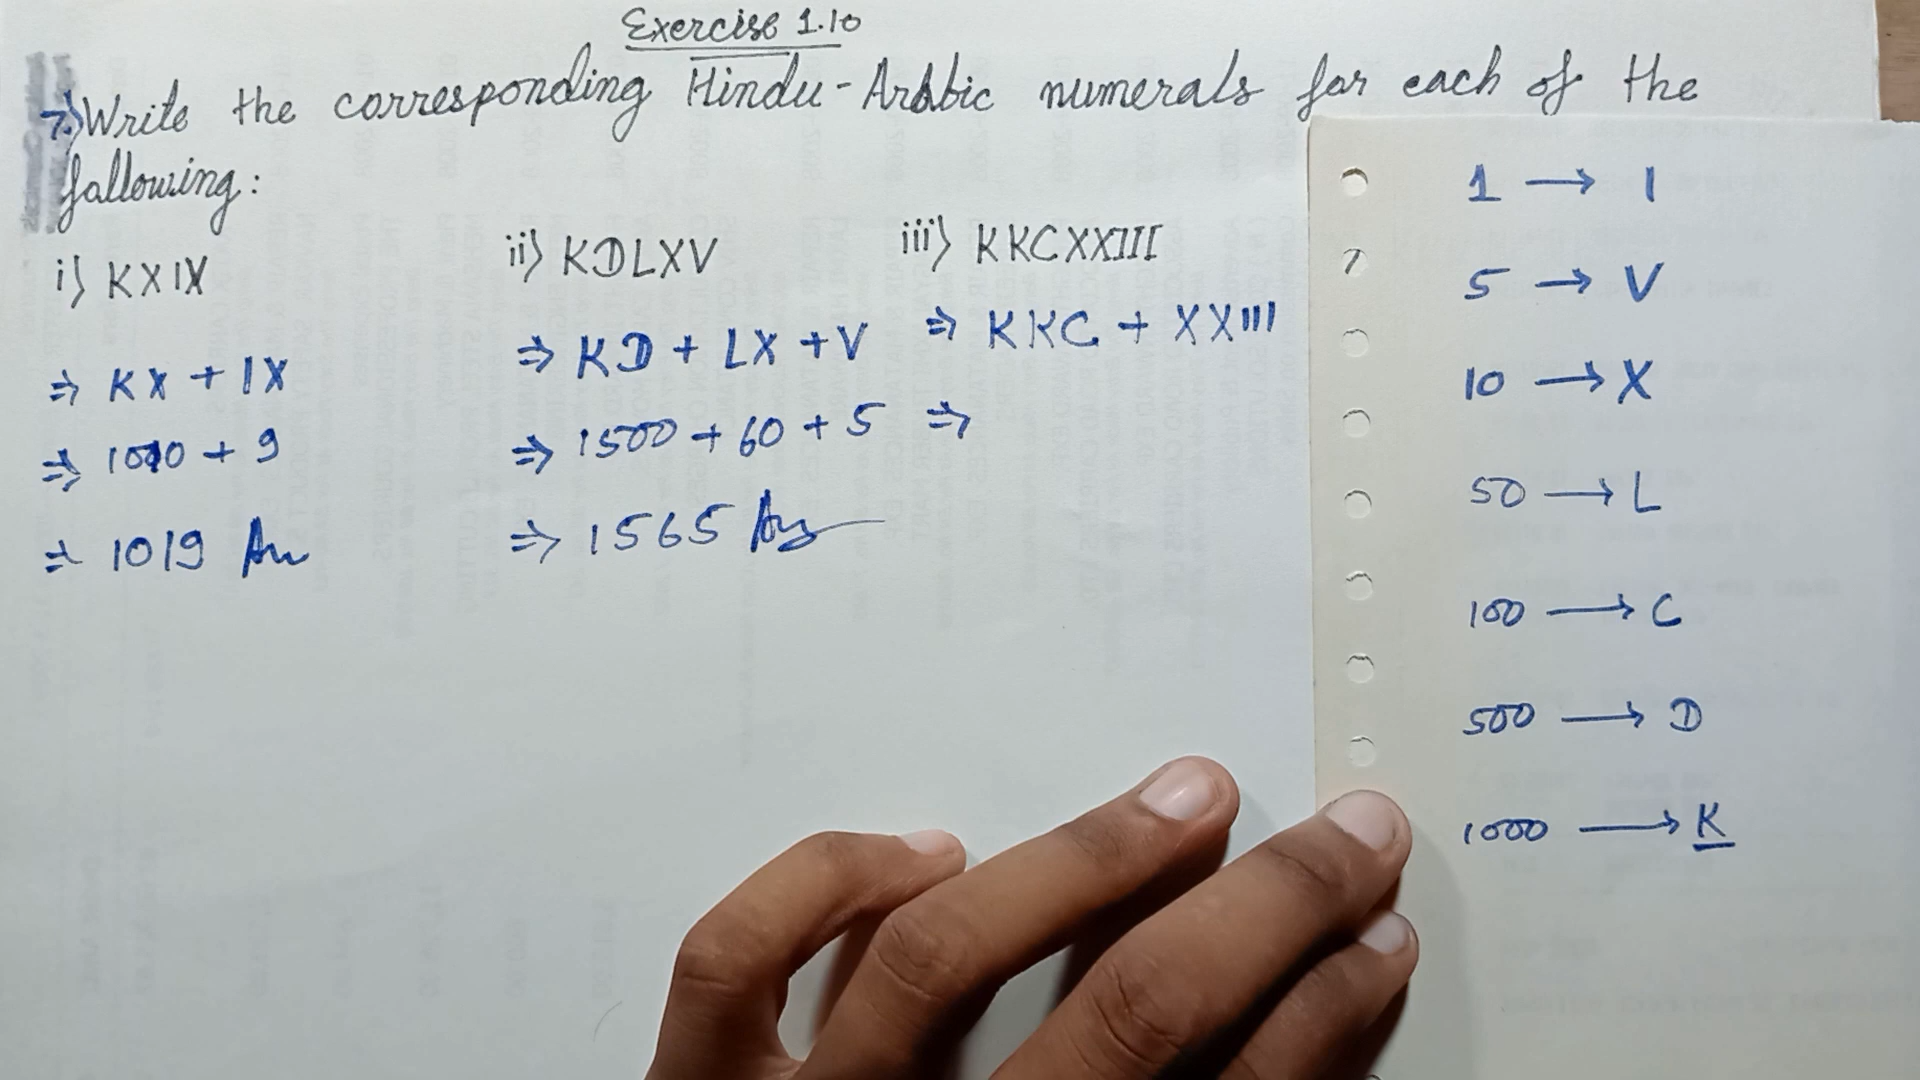 Exercise 1.10
7.) Write the corresponding Hindu-Arabic numerals for each of the
following:
i) KXIX
⇒ KX + IX
⇒ 1010 + 9
⇒ 1019 An
ii) KDLXV
⇒ KD + LX + V
⇒ 1500 + 60 + 5
⇒ 1565 Ans
iii) KKCXXIII
⇒ KKC + XXIII
⇒
1 → I
5 → V
10 → X
50 → L
100 → C
500 → D
1000 → K